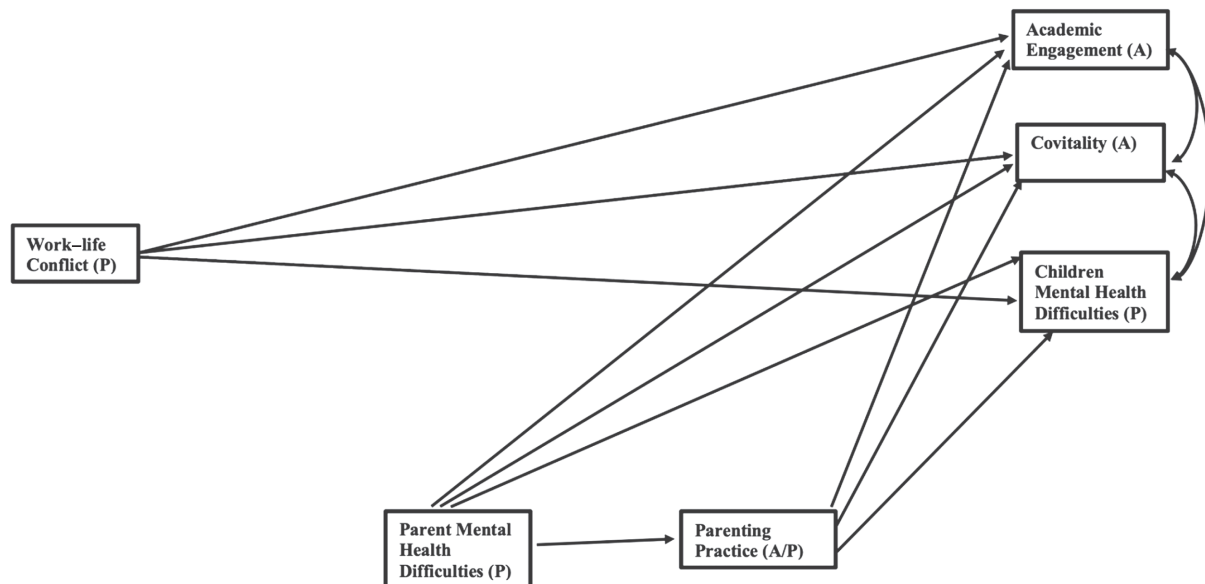 Academic
Engagement (A)
Covitality (A)
Work–life
Conflict (P)
Children
Mental Health
Difficulties (P)
Parent Mental
Health
Difficulties (P)
Parenting
Practice (A/P)